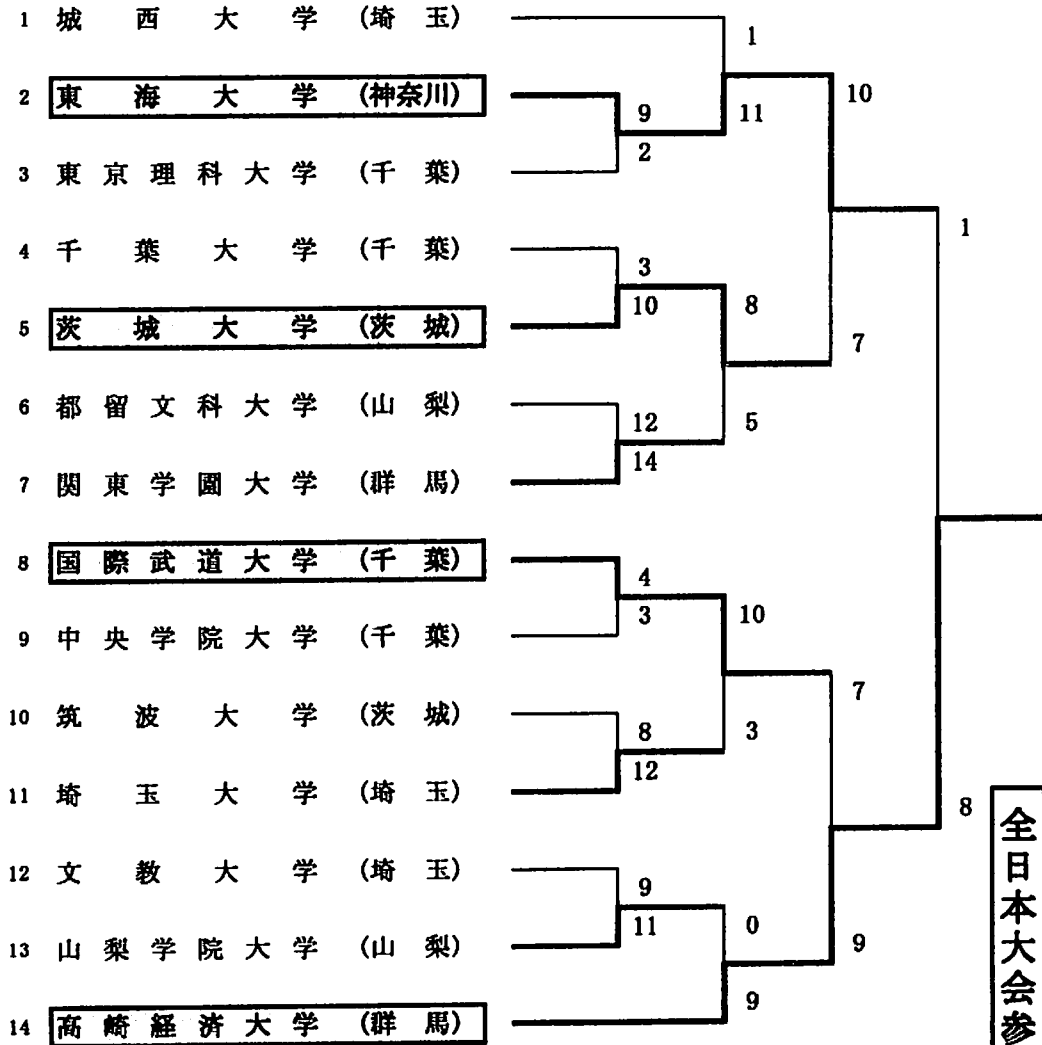 1 城西大学 (埼玉)
1
2 東海大学 (神奈川)
10
9
11
2
3 東京理科大学 (千葉)
1
4 千葉大学 (千葉)
3
10
8
5 茨城大学 (茨城)
7
6 都留文科大学 (山梨)
12
5
14
7 関東学園大学 (群馬)
8 国際武道大学 (千葉)
4
3
10
9 中央学院大学 (千葉)
7
10 筑波大学 (茨城)
8
3
12
11 埼玉大学 (埼玉)
8
12 文教大学 (埼玉)
9
11
0
13 山梨学院大学 (山梨)
9
9
14 高崎経済大学 (群馬)
全日本大会参